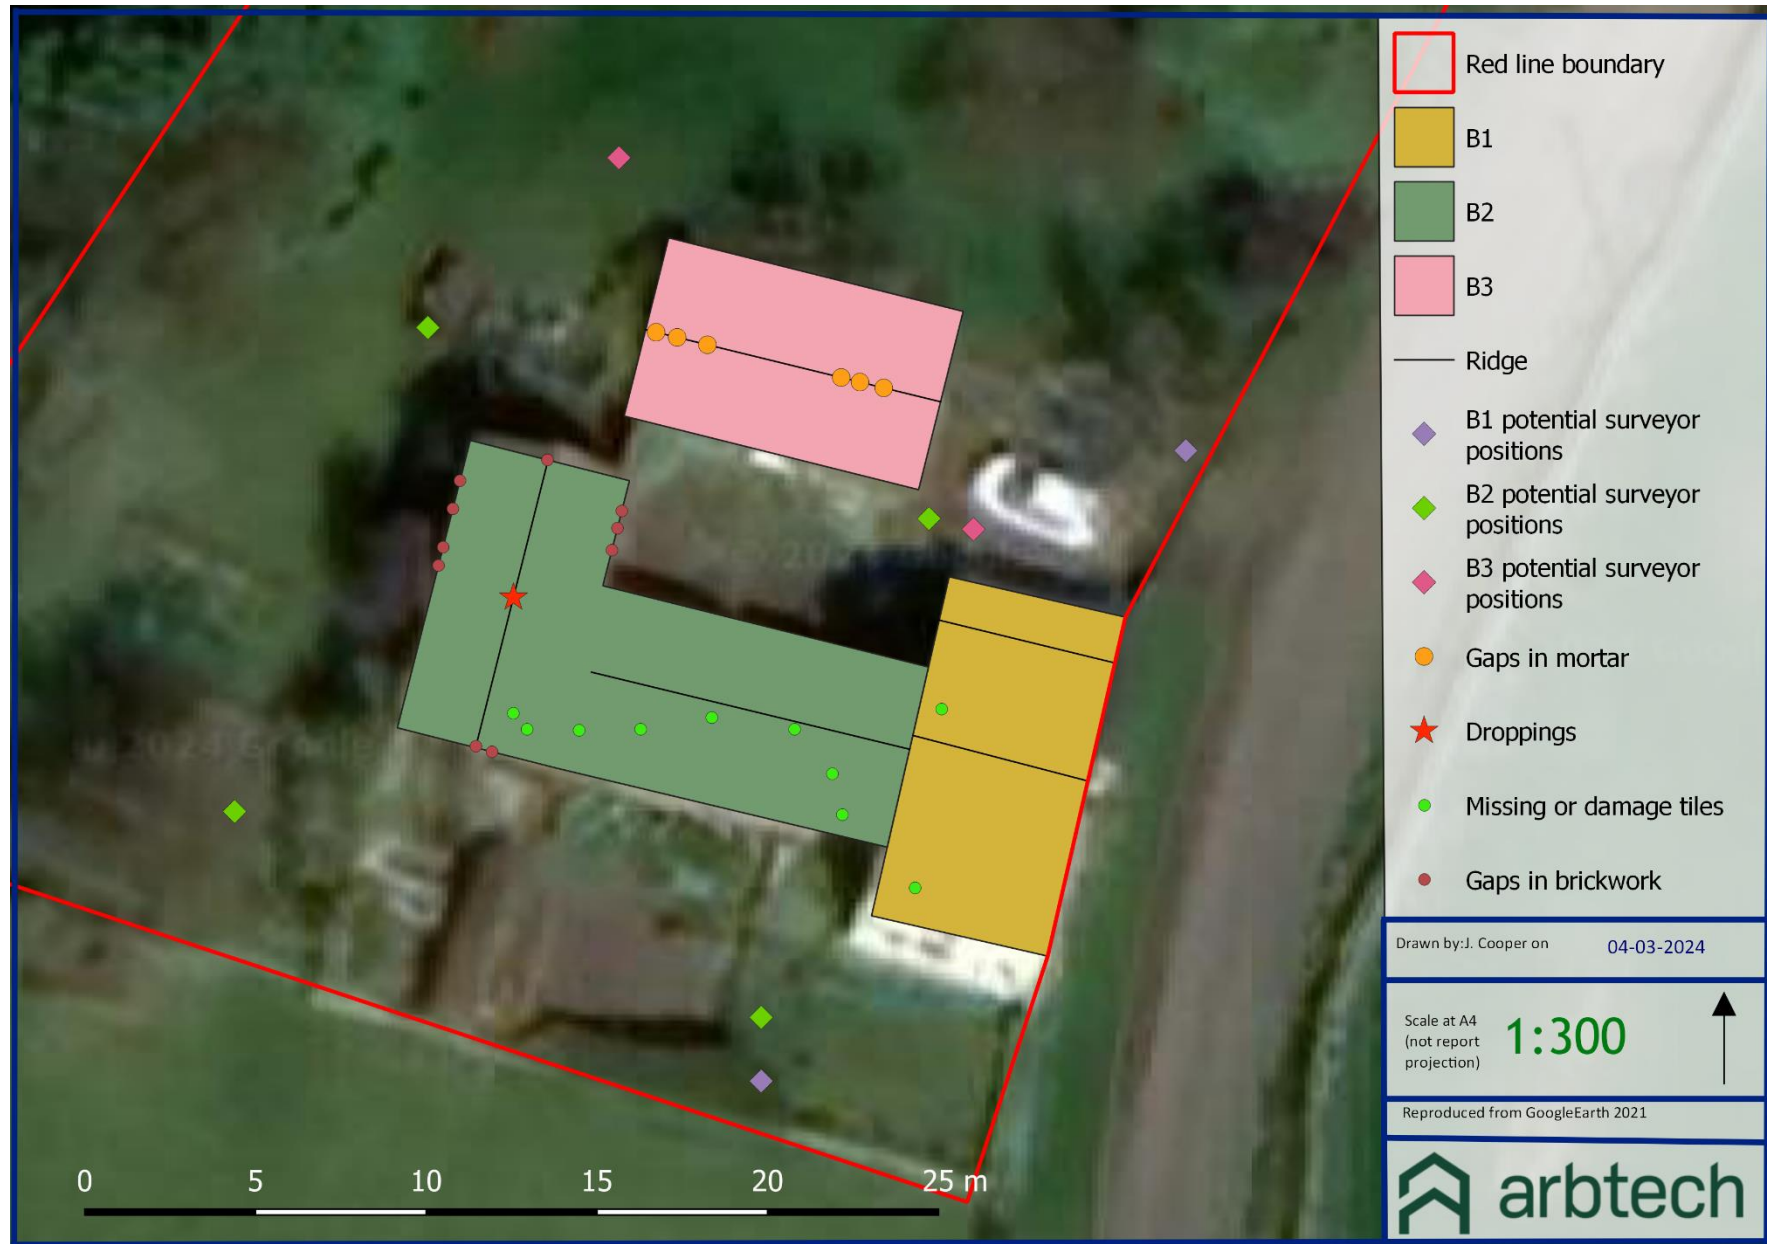 Red line boundary
B1
B2
B3
Ridge
B1 potential surveyor
positions
B2 potential surveyor
positions
B3 potential surveyor
positions
Gaps in mortar
Droppings
Missing or damage tiles
Gaps in brickwork
Drawn by:J. Cooper on 04-03-2024
Scale at A4
(not report
projection)
1:300
Reproduced from GoogleEarth 2021
arbtech
0 5 10 15 20 25 m